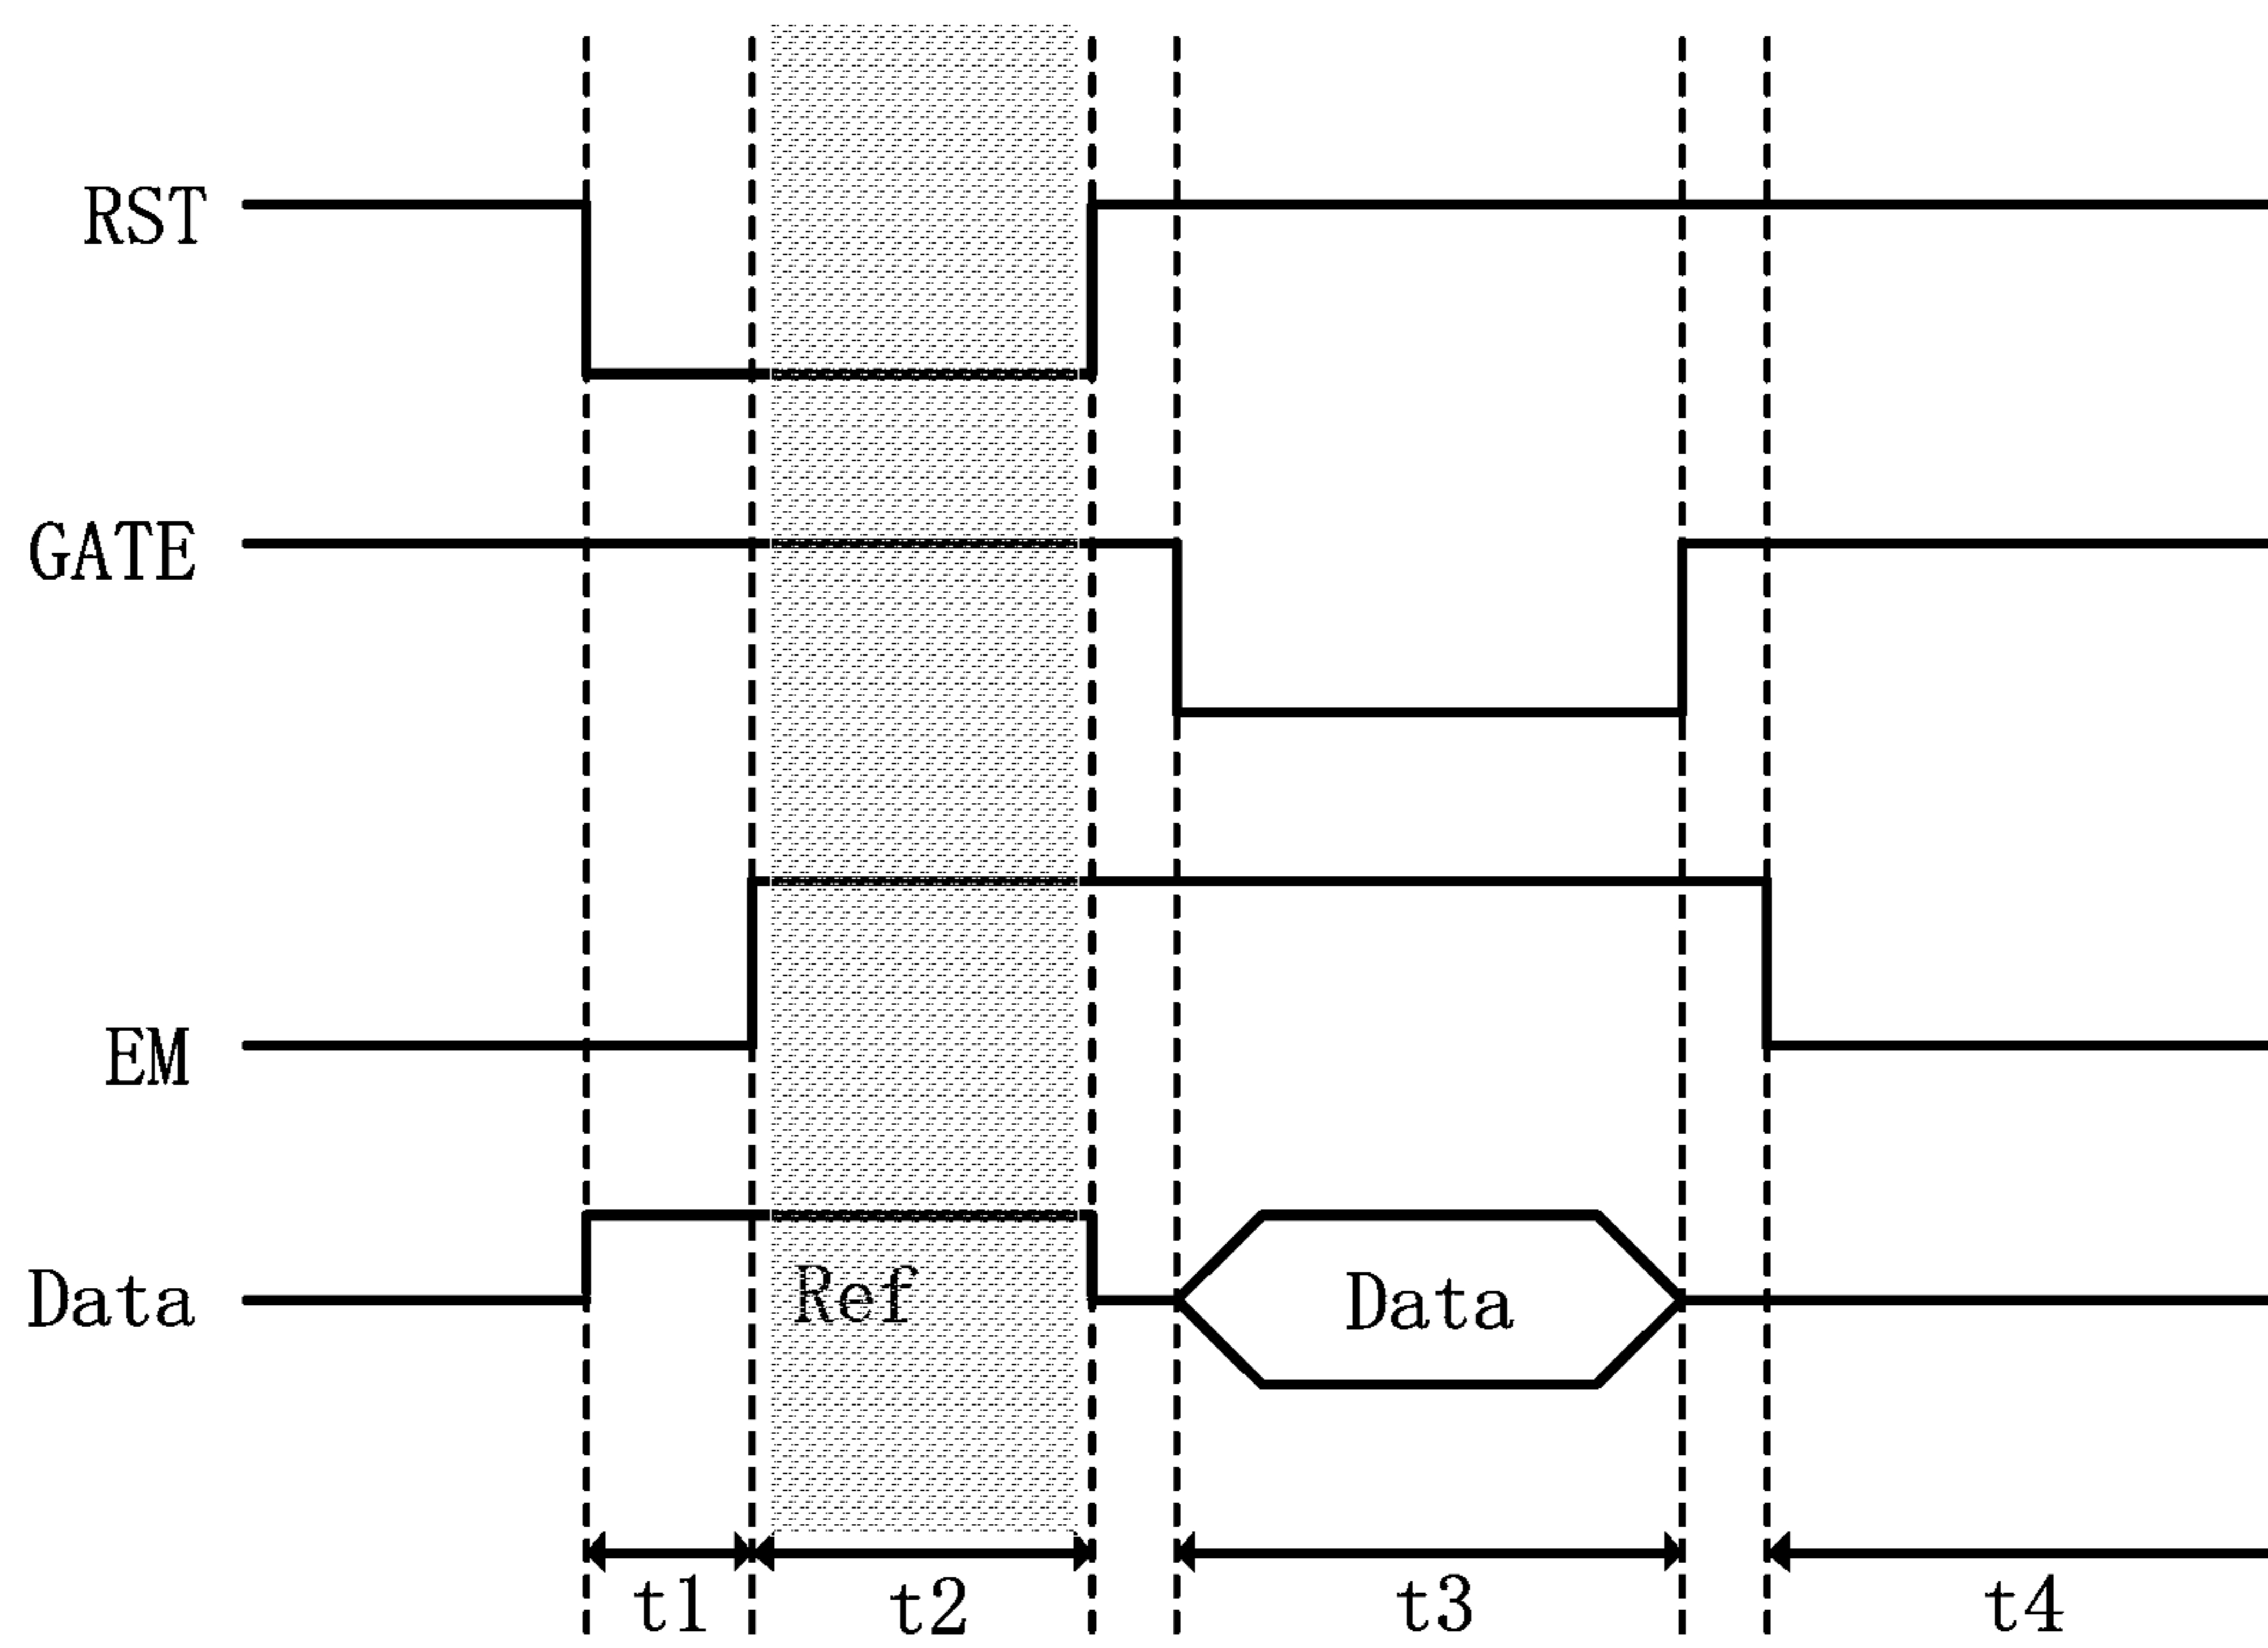 RST
GATE
EM
Data
Ref
Data
t1
t2
t3
t4